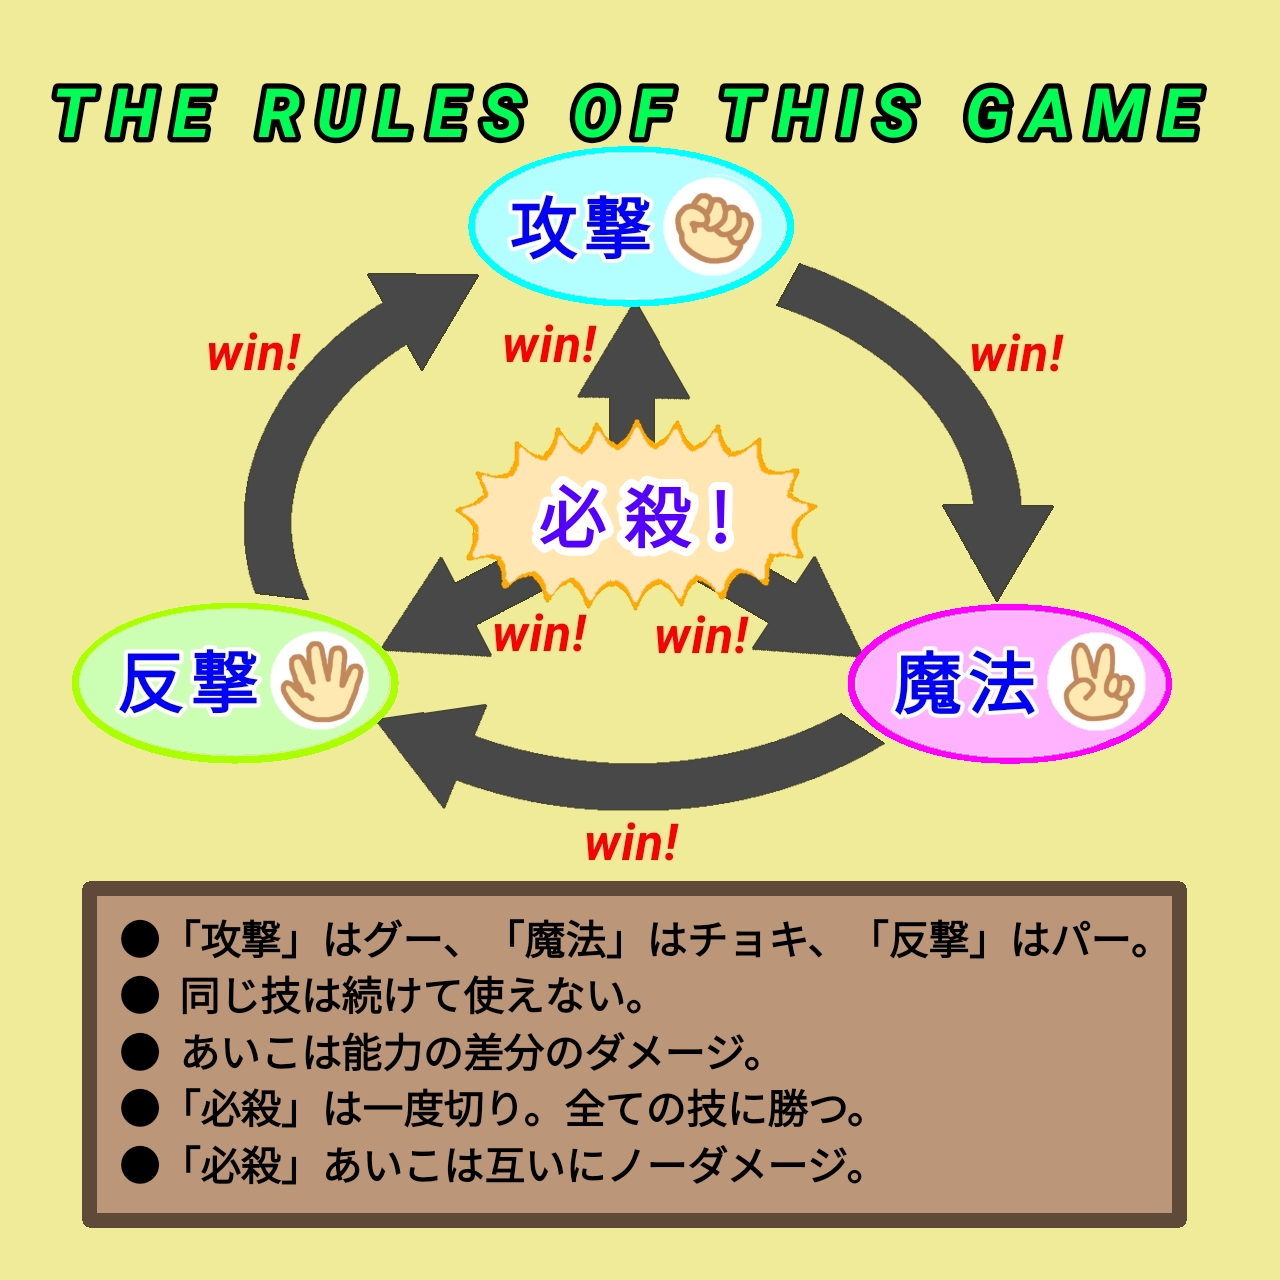 THE RULES OF THIS GAME
攻撃
win!
win!
win!
必殺!
win!
win!
反撃
魔法
win!
●「攻撃」はグー、「魔法」はチョキ、「反撃」はパー。
● 同じ技は続けて使えない。
● あいこは能力の差分のダメージ。
●「必殺」は一度切り。全ての技に勝つ。
●「必殺」あいこは互いにノーダメージ。